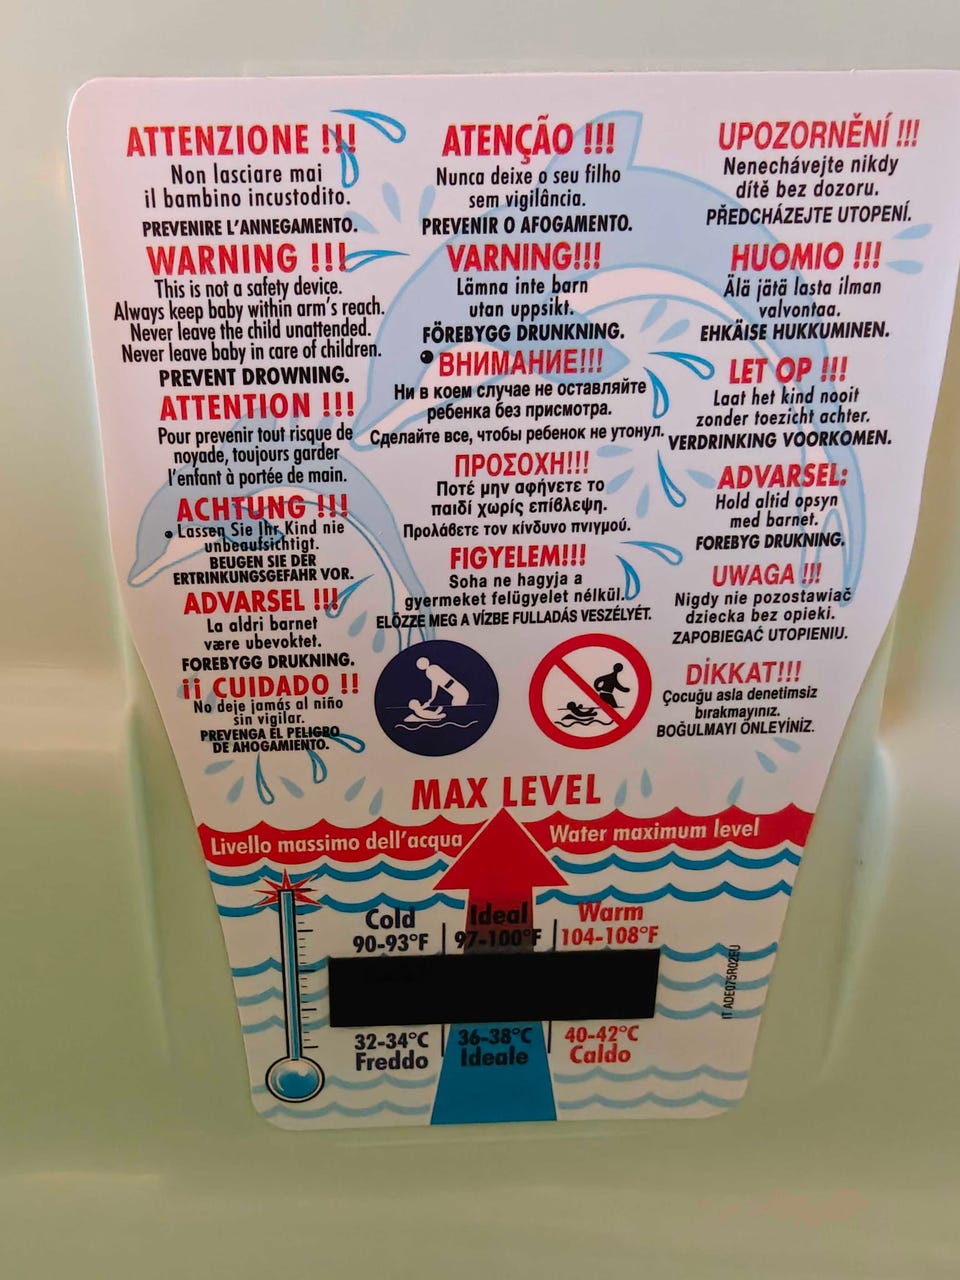 ATTENZIONE !!!
Non lasciare mai
il bambino incustodito.
PREVENIRE L'ANNEGAMENTO.
WARNING !!!
This is not a safety device.
Always keep baby within arm's reach.
Never leave the child unattended.
Never leave baby in care of children.
PREVENT DROWNING.
ATTENTION !!!
Pour prevenir tout risque de
noyade, toujours garder
l'enfant à portée de main.
ACHTUNG !!!
Lassen Sie Ihr Kind nie
unbeaufsichtigt.
BEUGEN SIE DER
ERTRINKUNGSGEFAHR VOR.
ADVARSEL !!!
La aldri barnet
være ubevoktet.
FOREBYGG DRUKNING.
¡¡ CUIDADO !!
No deje jamás al niño
sin vigilar.
PREVENGA EL PELIGRO
DE AHOGAMIENTO.
ATENÇÃO !!!
Nunca deixe o seu filho
sem vigilância.
PREVENIR O AFOGAMENTO.
VARNING!!!
Lämna inte barn
utan uppsikt.
FÖREBYGG DRUNKNING.
ВНИМАНИЕ!!!
Ни в коем случае не оставляйте
ребенка без присмотра.
Сделайте все, чтобы ребенок не утонул.
ΠΡΟΣΟΧΗ!!!
Ποτέ μην αφήνετε το
παιδί χωρίς επίβλεψη.
Προλάβετε τον κίνδυνο πνιγμού.
FIGYELEM!!!
Soha ne hagyja a
gyermeket felügyelet nélkül.
ELŐZZE MEG A VÍZBE FULLADÁS VESZÉLYÉT.
UPOZORNĚNÍ !!!
Nenechávejte nikdy
dítě bez dozoru.
PŘEDCHÁZEJTE UTOPENÍ.
HUOMIO !!!
Älä jätä lasta ilman
valvontaa.
EHKÄISE HUKKUMINEN.
LET OP !!!
Laat het kind nooit
zonder toezicht achter.
VERDRINKING VOORKOMEN.
ADVARSEL:
Hold altid opsyn
med barnet.
FOREBYG DRUKNING.
UWAGA !!!
Nigdy nie pozostawiać
dziecka bez opieki.
ZAPOBIEGAĆ UTOPIENIU.
DİKKAT!!!
Çocuğu asla denetimsiz
bırakmayınız.
BOĞULMAYI ÖNLEYİNİZ.
MAX LEVEL
Livello massimo dell'acqua
Water maximum level
Cold Ideal Warm
90-93°F 97-100°F 104-108°F
32-34°C 36-38°C 40-42°C
Freddo Ideale Caldo
IT ADE075R02EU